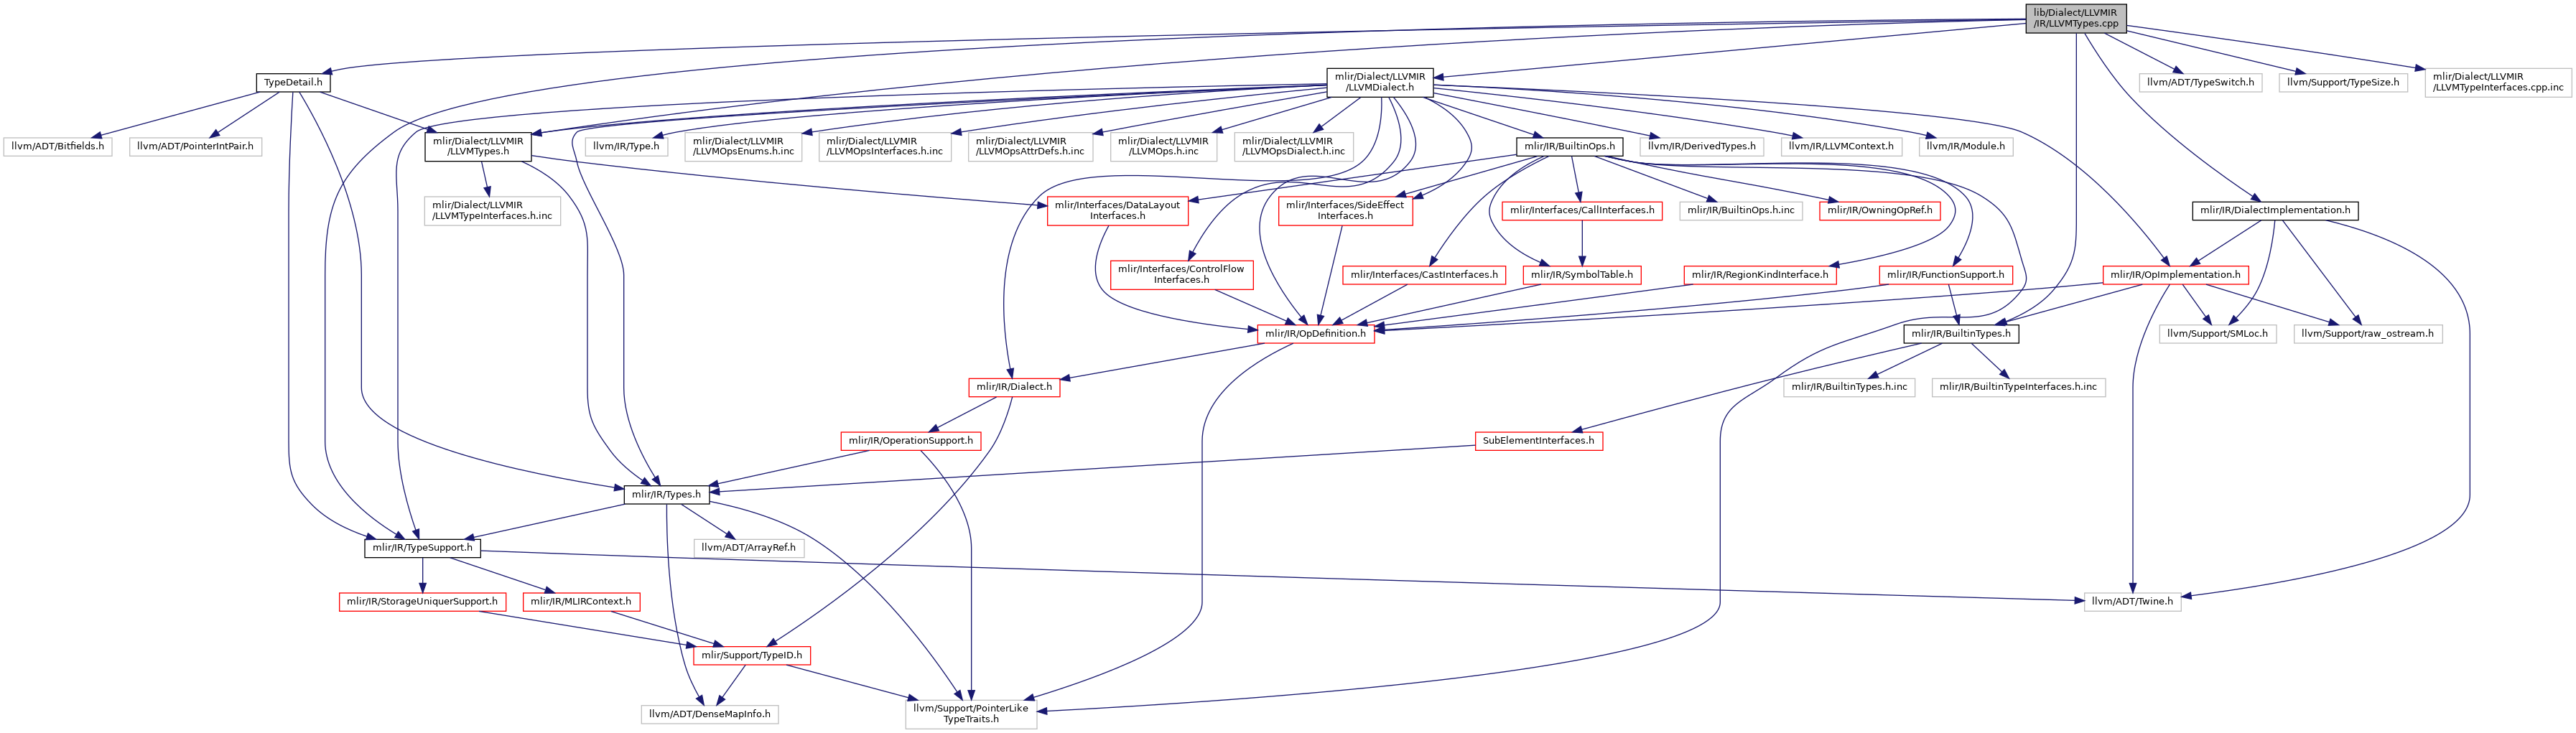 lib/Dialect/LLVMIR
/IR/LLVMTypes.cpp
TypeDetail.h
mlir/Dialect/LLVMIR
/LLVMDialect.h
llvm/ADT/TypeSwitch.h
llvm/Support/TypeSize.h
mlir/Dialect/LLVMIR
/LLVMTypeInterfaces.cpp.inc
llvm/ADT/Bitfields.h
llvm/ADT/PointerIntPair.h
mlir/Dialect/LLVMIR
/LLVMTypes.h
llvm/IR/Type.h
mlir/Dialect/LLVMIR
/LLVMOpsEnums.h.inc
mlir/Dialect/LLVMIR
/LLVMOpsInterfaces.h.inc
mlir/Dialect/LLVMIR
/LLVMOpsAttrDefs.h.inc
mlir/Dialect/LLVMIR
/LLVMOps.h.inc
mlir/Dialect/LLVMIR
/LLVMOpsDialect.h.inc
mlir/IR/BuiltinOps.h
llvm/IR/DerivedTypes.h
llvm/IR/LLVMContext.h
llvm/IR/Module.h
mlir/Dialect/LLVMIR
/LLVMTypeInterfaces.h.inc
mlir/Interfaces/DataLayout
Interfaces.h
mlir/Interfaces/SideEffect
Interfaces.h
mlir/Interfaces/CallInterfaces.h
mlir/IR/BuiltinOps.h.inc
mlir/IR/OwningOpRef.h
mlir/IR/DialectImplementation.h
mlir/Interfaces/ControlFlow
Interfaces.h
mlir/Interfaces/CastInterfaces.h
mlir/IR/SymbolTable.h
mlir/IR/RegionKindInterface.h
mlir/IR/FunctionSupport.h
mlir/IR/OpImplementation.h
mlir/IR/OpDefinition.h
mlir/IR/BuiltinTypes.h
llvm/Support/SMLoc.h
llvm/Support/raw_ostream.h
mlir/IR/Dialect.h
mlir/IR/BuiltinTypes.h.inc
mlir/IR/BuiltinTypeInterfaces.h.inc
mlir/IR/OperationSupport.h
SubElementInterfaces.h
mlir/IR/Types.h
mlir/IR/TypeSupport.h
llvm/ADT/ArrayRef.h
mlir/IR/StorageUniquerSupport.h
mlir/IR/MLIRContext.h
llvm/ADT/Twine.h
mlir/Support/TypeID.h
llvm/ADT/DenseMapInfo.h
llvm/Support/PointerLike
TypeTraits.h